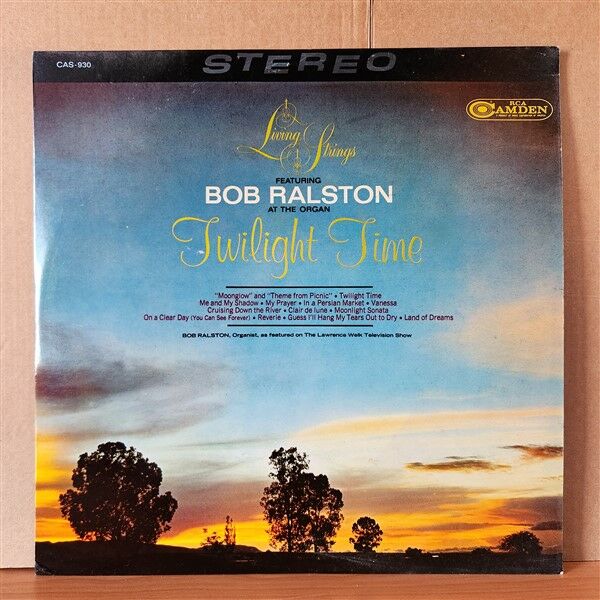 CAS-930
STEREO
RCA
CAMDEN
Living Strings
FEATURING
BOB RALSTON
AT THE ORGAN
Twilight Time
"Moonglow" and "Theme from Picnic" • Twilight Time
Me and My Shadow • My Prayer • In a Persian Market • Vanessa
Cruising Down the River • Clair de lune • Moonlight Sonata
On a Clear Day (You Can See Forever) • Reverie • Guess I'll Hang My Tears Out to Dry • Land of Dreams
BOB RALSTON, Organist, as featured on The Lawrence Welk Television Show